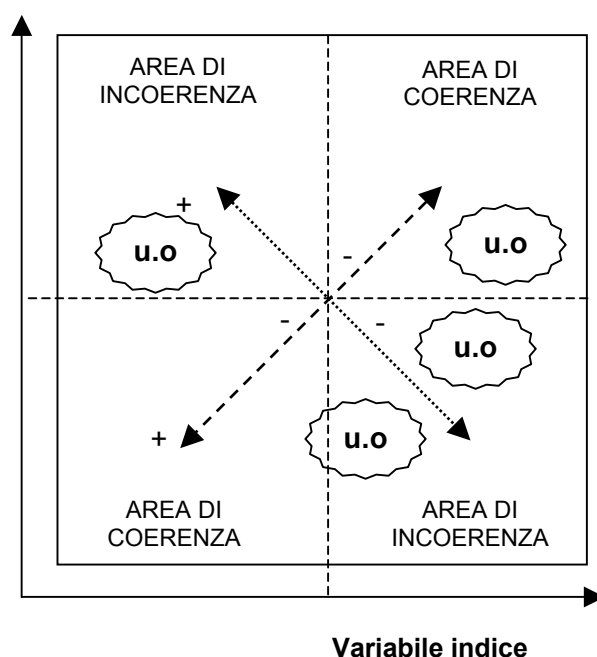 AREA DI
INCOERENZA
AREA DI
COERENZA
+
u.o
-
u.o
-
-
u.o
+
u.o
AREA DI
COERENZA
AREA DI
INCOERENZA
Variabile indice